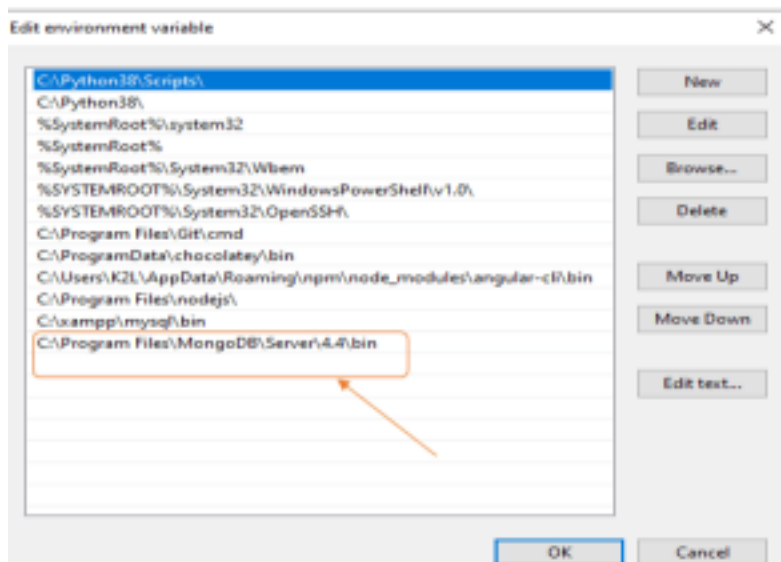 Edit environment variable
C:\Python38\Scripts\
C:\Python38\
%SystemRoot%\system32
%SystemRoot%
%SystemRoot%\System32\Wbem
%SYSTEMROOT%\System32\WindowsPowerShell\v1.0\
%SYSTEMROOT%\System32\OpenSSH\
C:\Program Files\Git\cmd
C:\ProgramData\chocolatey\bin
C:\Users\K2L\AppData\Roaming\npm\node_modules\angular-cli\bin
C:\Program Files\nodejs\
C:\xampp\mysql\bin
C:\Program Files\MongoDB\Server\4.4\bin
New
Edit
Browse...
Delete
Move Up
Move Down
Edit text...
OK
Cancel